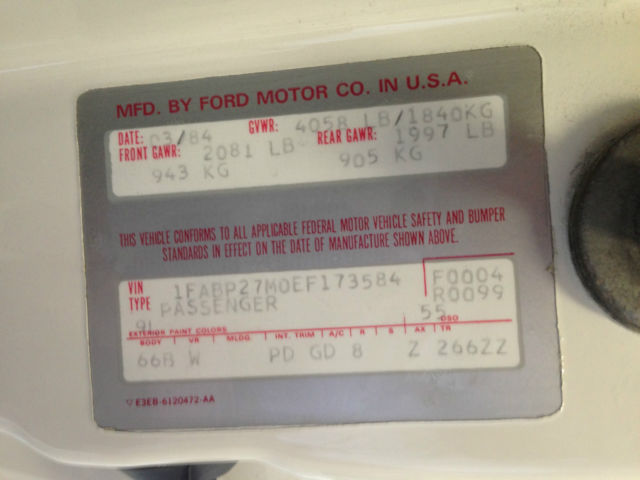 MFD. BY FORD MOTOR CO. IN U.S.A.
DATE: 03/84 GVWR: 4058 LB/1840KG
FRONT GAWR: 2081 LB REAR GAWR: 1997 LB
943 KG 905 KG
THIS VEHICLE CONFORMS TO ALL APPLICABLE FEDERAL MOTOR VEHICLE SAFETY AND BUMPER
STANDARDS IN EFFECT ON THE DATE OF MANUFACTURE SHOWN ABOVE.
VIN 1FABP27M0EF173584 F0004
TYPE PASSENGER R0099
9L 55
EXTERIOR PAINT COLORS DSO
BODY VR MLDG. INT. TRIM A/C R S AX TR
66B W PD GD 8 Z 26622
▽E3EB-6120472-AA